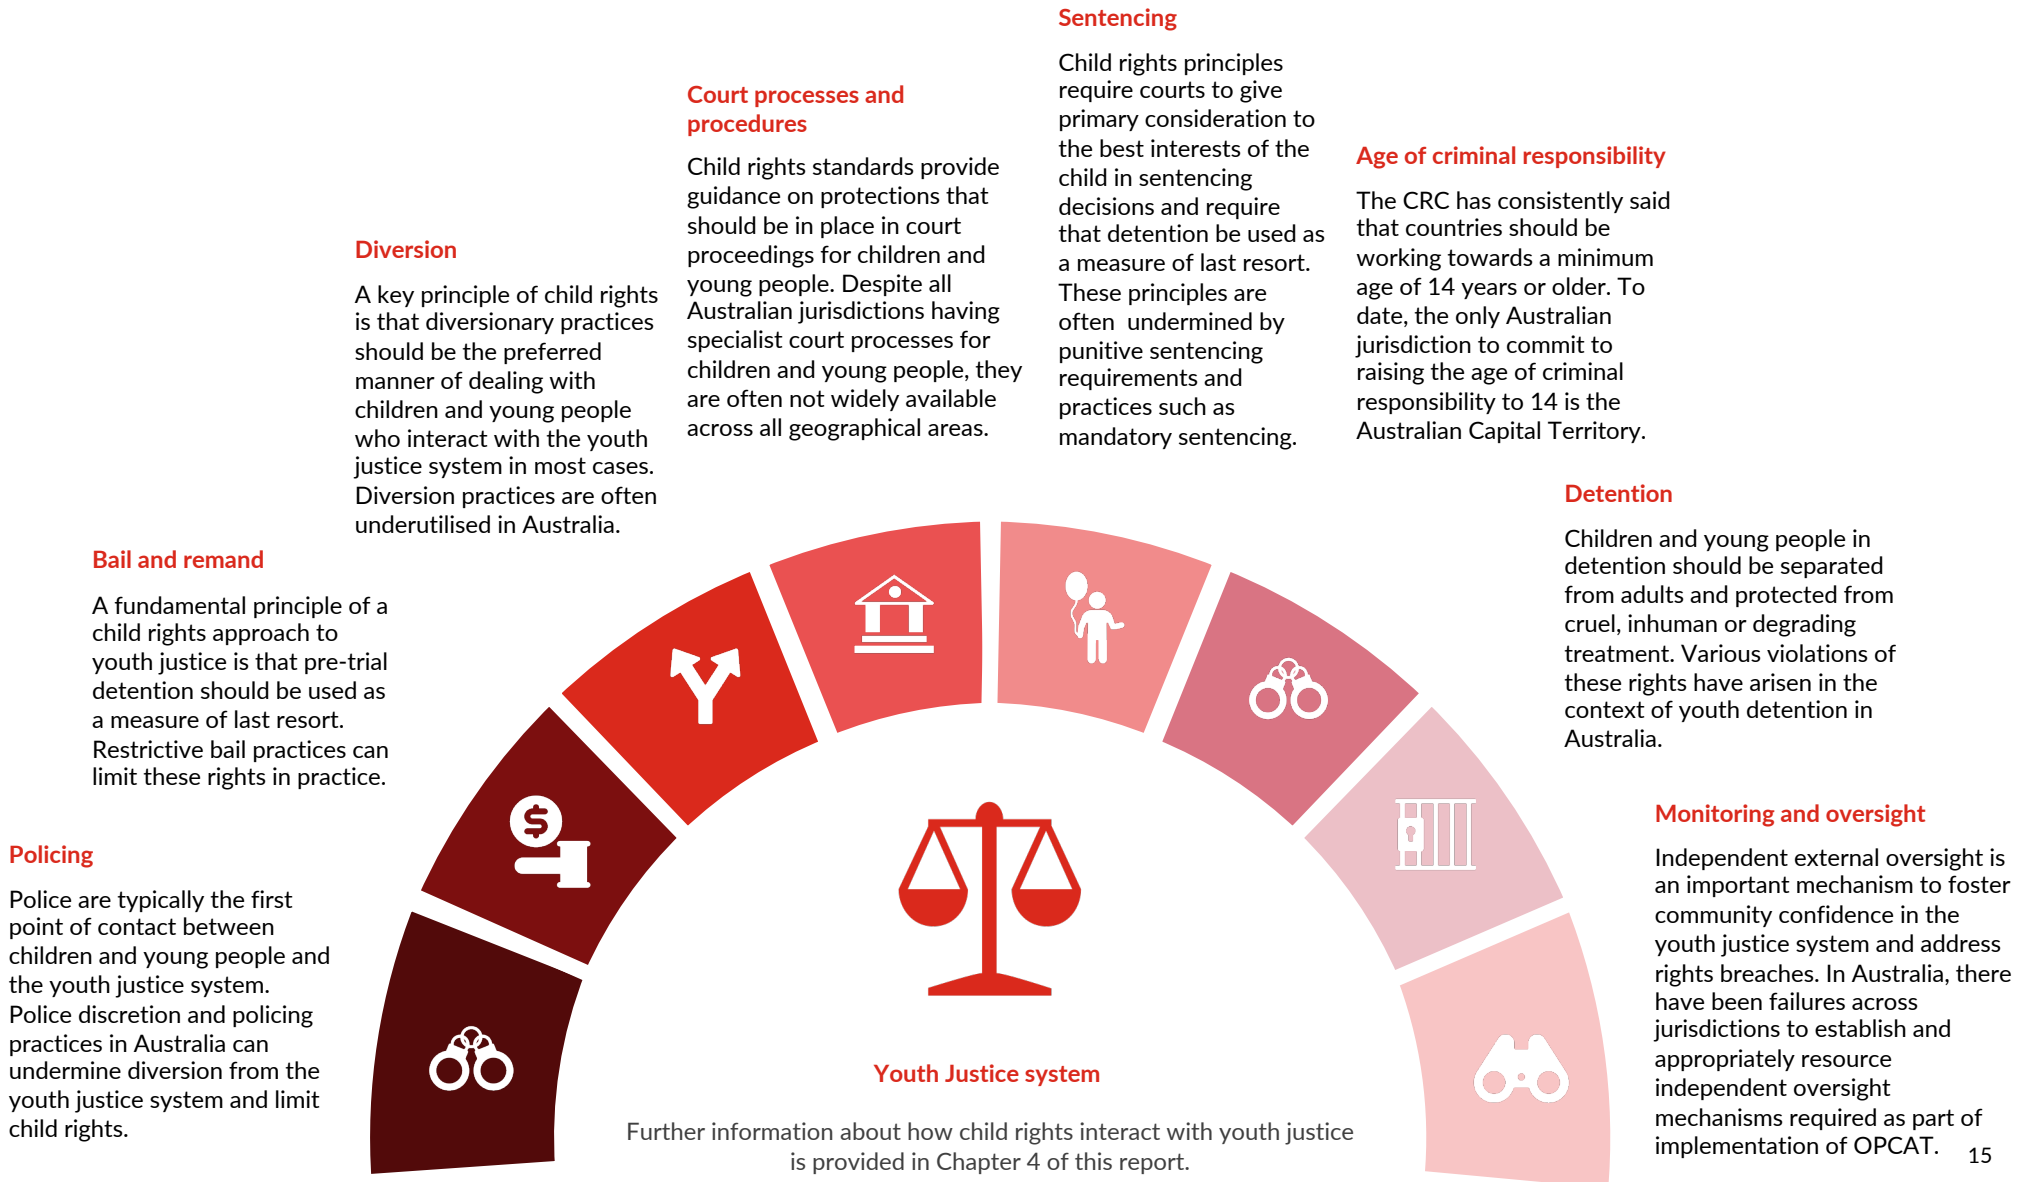 Policing
Police are typically the first
point of contact between
children and young people and
the youth justice system.
Police discretion and policing
practices in Australia can
undermine diversion from the
youth justice system and limit
child rights.
Bail and remand
A fundamental principle of a
child rights approach to
youth justice is that pre-trial
detention should be used as
a measure of last resort.
Restrictive bail practices can
limit these rights in practice.
Diversion
A key principle of child rights
is that diversionary practices
should be the preferred
manner of dealing with
children and young people
who interact with the youth
justice system in most cases.
Diversion practices are often
underutilised in Australia.
Court processes and
procedures
Child rights standards provide
guidance on protections that
should be in place in court
proceedings for children and
young people. Despite all
Australian jurisdictions having
specialist court processes for
children and young people, they
are often not widely available
across all geographical areas.
Sentencing
Child rights principles
require courts to give
primary consideration to
the best interests of the
child in sentencing
decisions and require
that detention be used as
a measure of last resort.
These principles are
often  undermined by
punitive sentencing
requirements and
practices such as
mandatory sentencing.
Age of criminal responsibility
The CRC has consistently said
that countries should be
working towards a minimum
age of 14 years or older. To
date, the only Australian
jurisdiction to commit to
raising the age of criminal
responsibility to 14 is the
Australian Capital Territory.
Detention
Children and young people in
detention should be separated
from adults and protected from
cruel, inhuman or degrading
treatment. Various violations of
these rights have arisen in the
context of youth detention in
Australia.
Monitoring and oversight
Independent external oversight is
an important mechanism to foster
community confidence in the
youth justice system and address
rights breaches. In Australia, there
have been failures across
jurisdictions to establish and
appropriately resource
independent oversight
mechanisms required as part of
implementation of OPCAT.
$
Youth Justice system
Further information about how child rights interact with youth justice
is provided in Chapter 4 of this report.
15